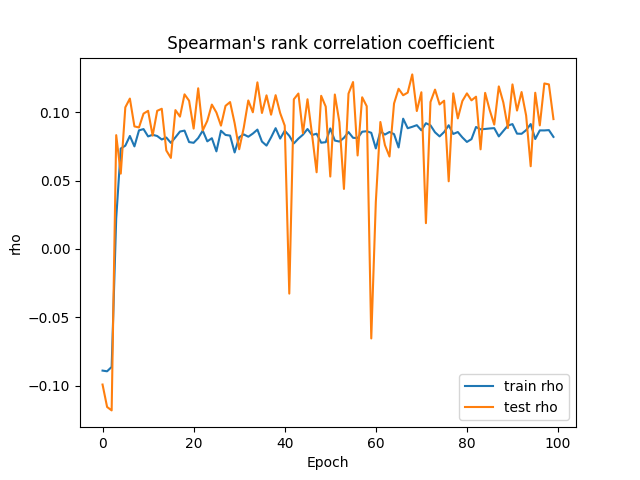 Spearman's rank correlation coefficient
0.10
0.05
0.00
−0.05
−0.10
rho
0
20
40
60
80
100
Epoch
train rho
test rho